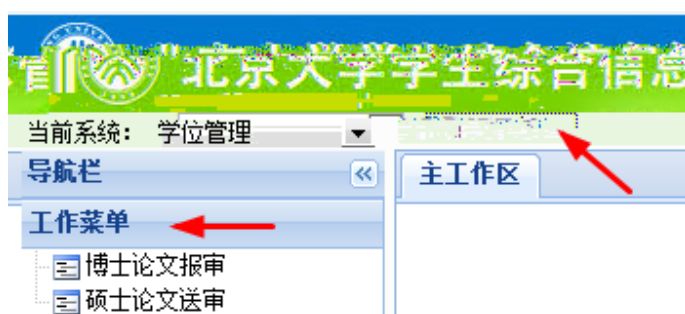 北京大学学生综合信息
当前系统： 学位管理
导航栏
主工作区
工作菜单
博士论文报审
硕士论文送审